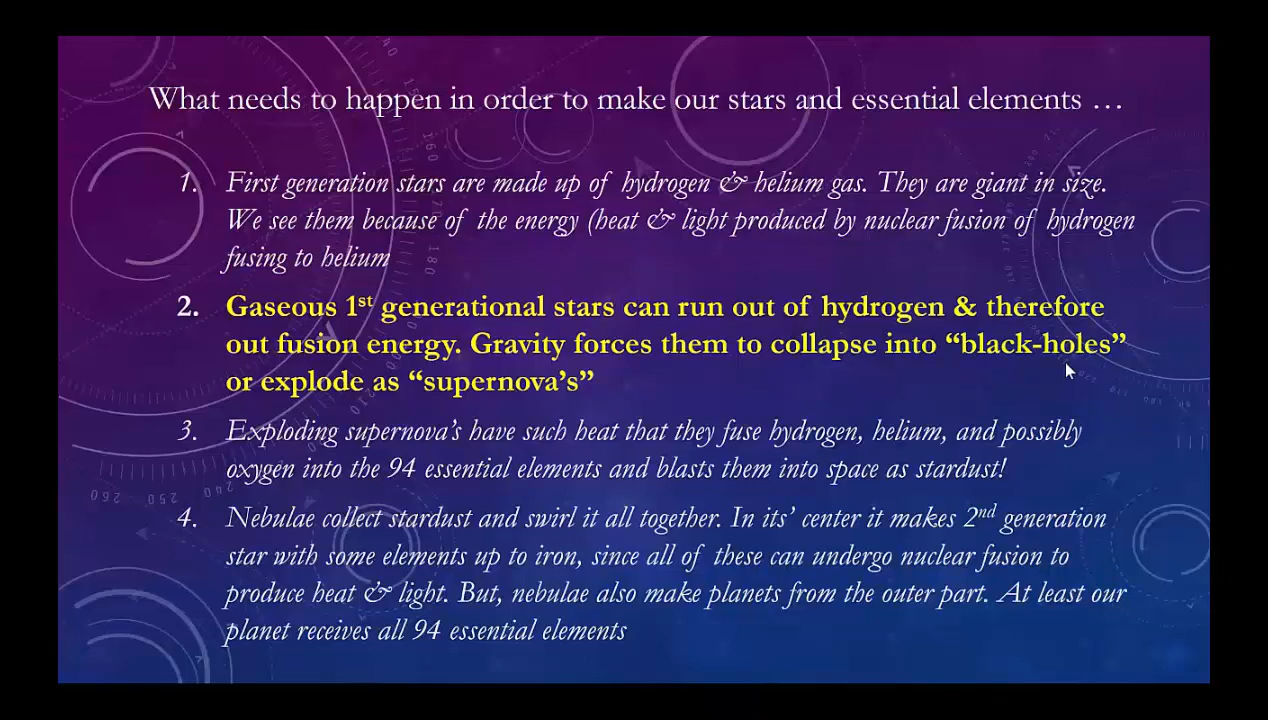 What needs to happen in order to make our stars and essential elements …
1. First generation stars are made up of hydrogen & helium gas. They are giant in size.
We see them because of the energy (heat & light produced by nuclear fusion of hydrogen
fusing to helium
2. Gaseous 1st generational stars can run out of hydrogen & therefore
out fusion energy. Gravity forces them to collapse into “black-holes”
or explode as “supernova’s”
3. Exploding supernova’s have such heat that they fuse hydrogen, helium, and possibly
oxygen into the 94 essential elements and blasts them into space as stardust!
4. Nebulae collect stardust and swirl it all together. In its’ center it makes 2nd generation
star with some elements up to iron, since all of these can undergo nuclear fusion to
produce heat & light. But, nebulae also make planets from the outer part. At least our
planet receives all 94 essential elements